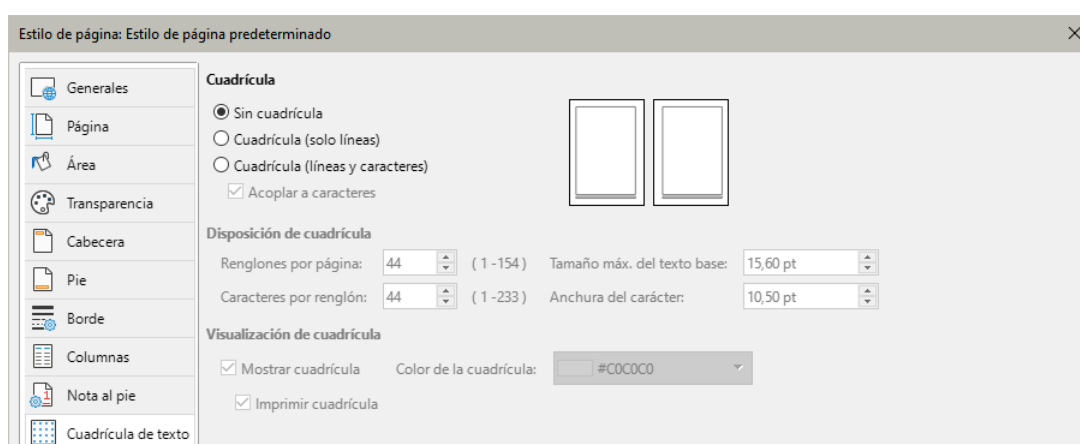 Estilo de página: Estilo de página predeterminado
Generales
Página
Área
Transparencia
Cabecera
Pie
Borde
Columnas
Nota al pie
Cuadrícula de texto
Cuadrícula
Sin cuadrícula
Cuadrícula (solo líneas)
Cuadrícula (líneas y caracteres)
Acoplar a caracteres
Disposición de cuadrícula
Renglones por página: 44 ( 1 -154 ) Tamaño máx. del texto base: 15,60 pt
Caracteres por renglón: 44 ( 1 -233 ) Anchura del carácter: 10,50 pt
Visualización de cuadrícula
Mostrar cuadrícula Color de la cuadrícula: #C0C0C0
Imprimir cuadrícula